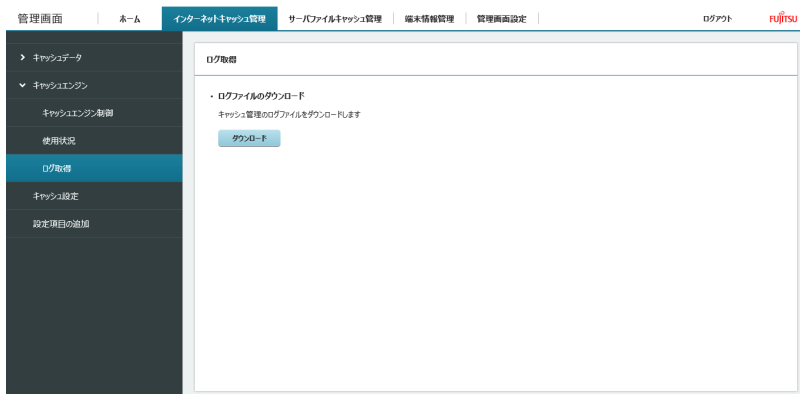 管理画面 ホーム インターネットキャッシュ管理 サーバファイルキャッシュ管理 端末情報管理 管理画面設定 ログアウト FUJITSU
キャッシュデータ
キャッシュエンジン
キャッシュエンジン制御
使用状況
ログ取得
キャッシュ設定
設定項目の追加
ログ取得
・ログファイルのダウンロード
キャッシュ管理のログファイルをダウンロードします
ダウンロード